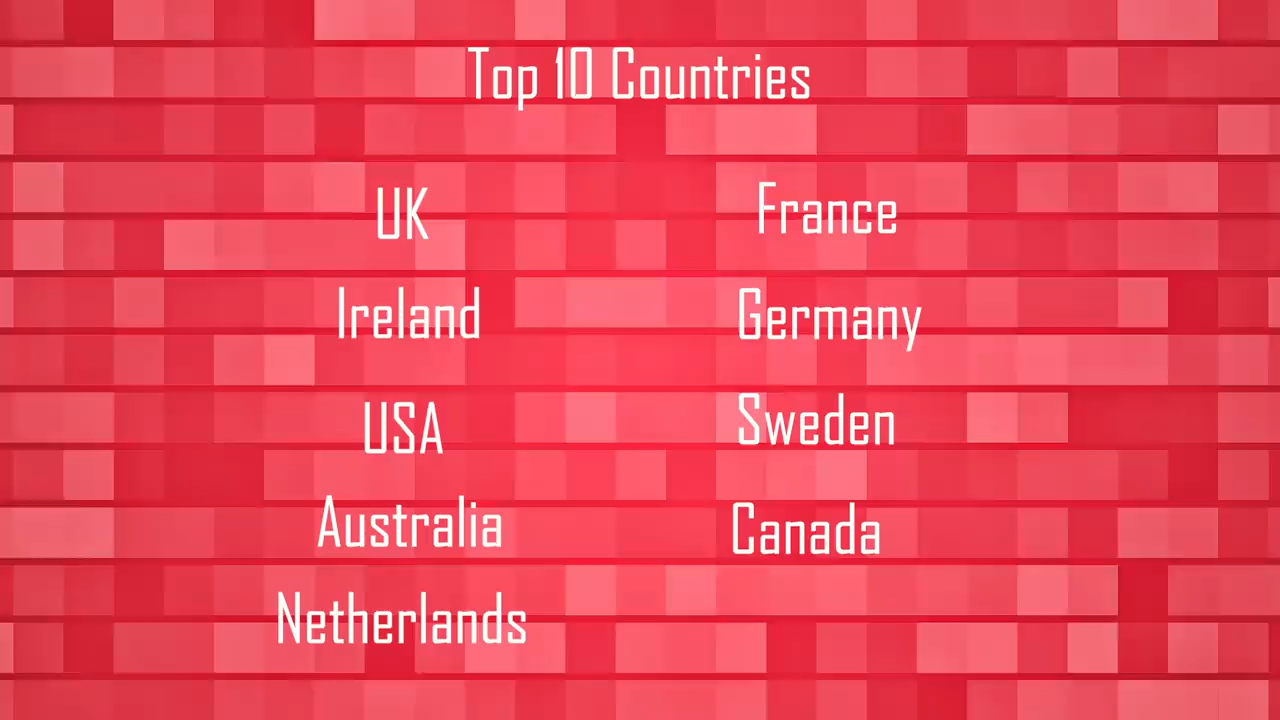 Top 10 Countries
UK
Ireland
USA
Australia
Netherlands
France
Germany
Sweden
Canada